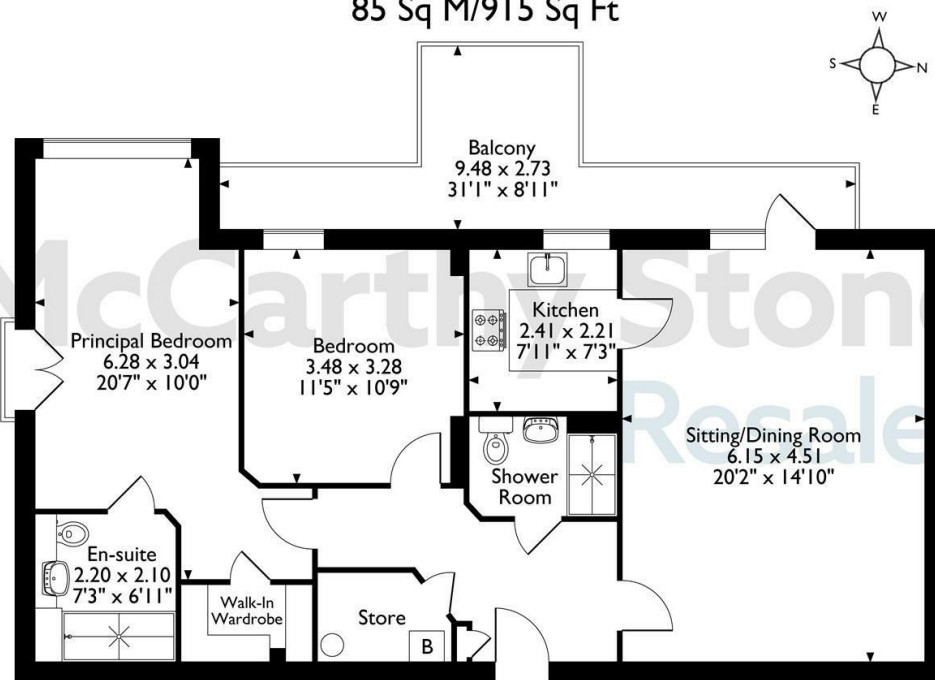 85 Sq M/915 Sq Ft
W
S
N
E
Balcony
9.48 x 2.73
31'1" x 8'11"
McCarthy Stone
Resale
Principal Bedroom
6.28 x 3.04
20'7" x 10'0"
Bedroom
3.48 x 3.28
11'5" x 10'9"
Kitchen
2.41 x 2.21
7'11" x 7'3"
Sitting/Dining Room
6.15 x 4.51
20'2" x 14'10"
Shower
Room
En-suite
2.20 x 2.10
7'3" x 6'11"
Walk-In
Wardrobe
Store
B